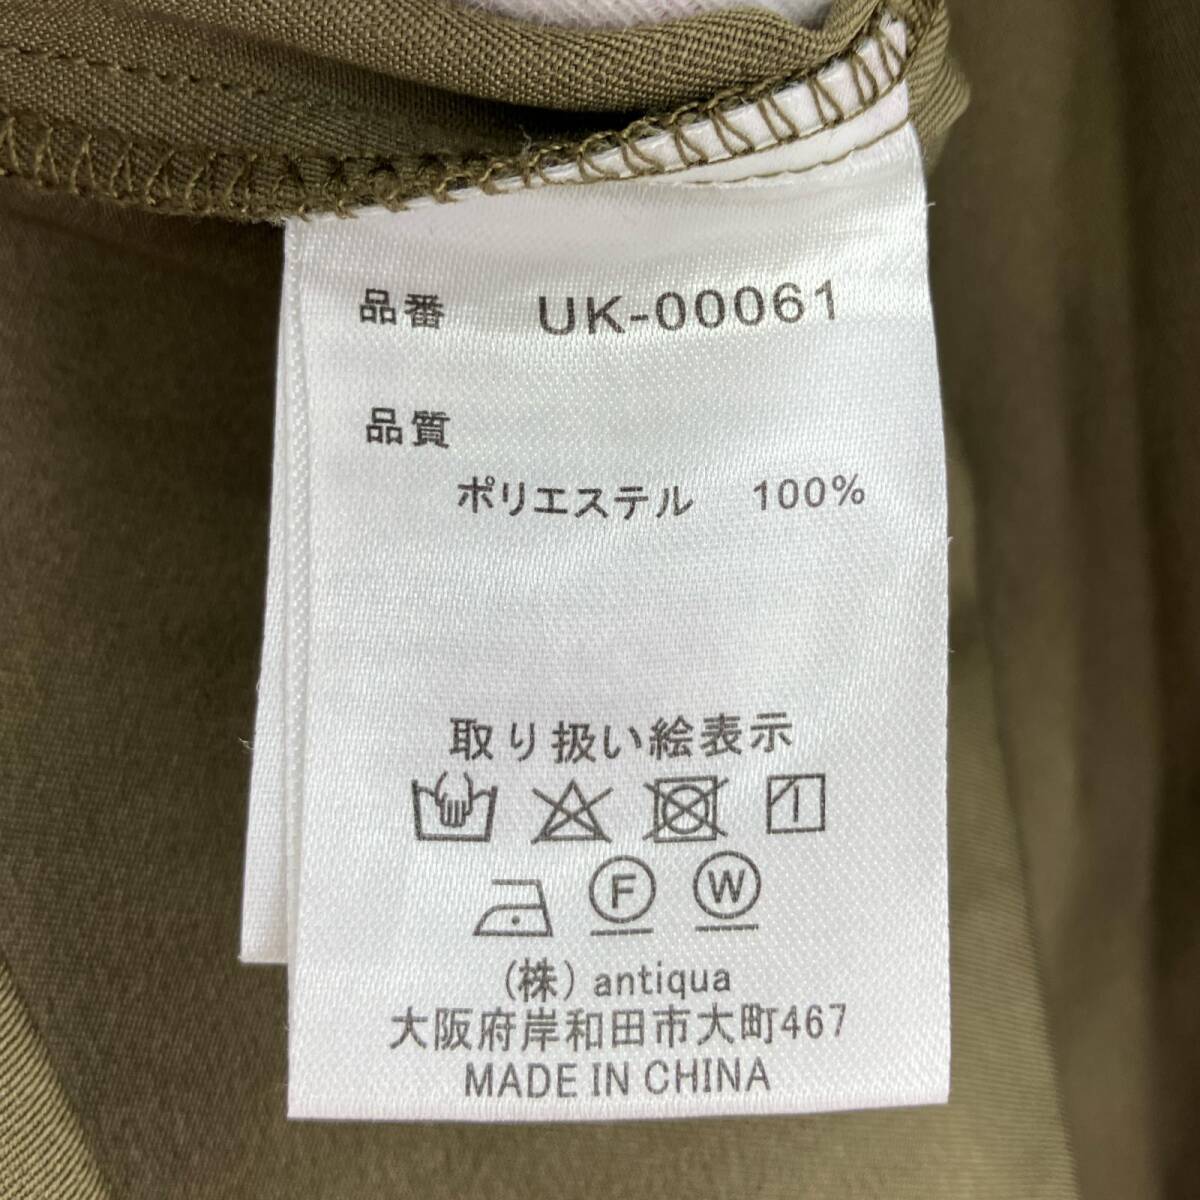 品番 UK-00061
品質
ポリエステル 100%
取り扱い絵表示
F W
(株) antiqua
大阪府岸和田市大町467
MADE IN CHINA